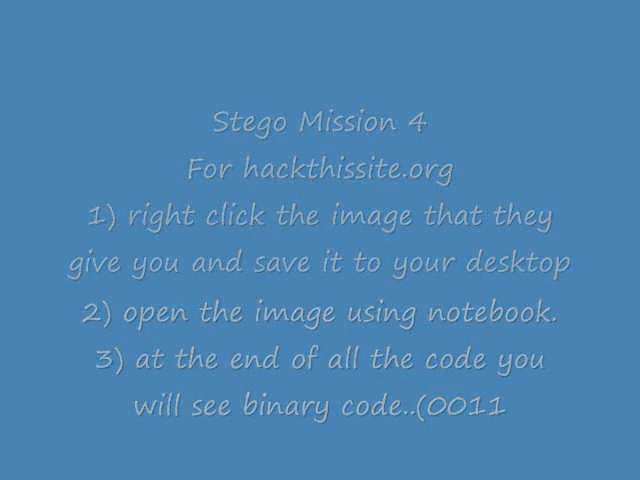 Stego Mission 4
For hackthissite.org
1) right click the image that they
give you and save it to your desktop
2) open the image using notebook.
3) at the end of all the code you
will see binary code..(0011